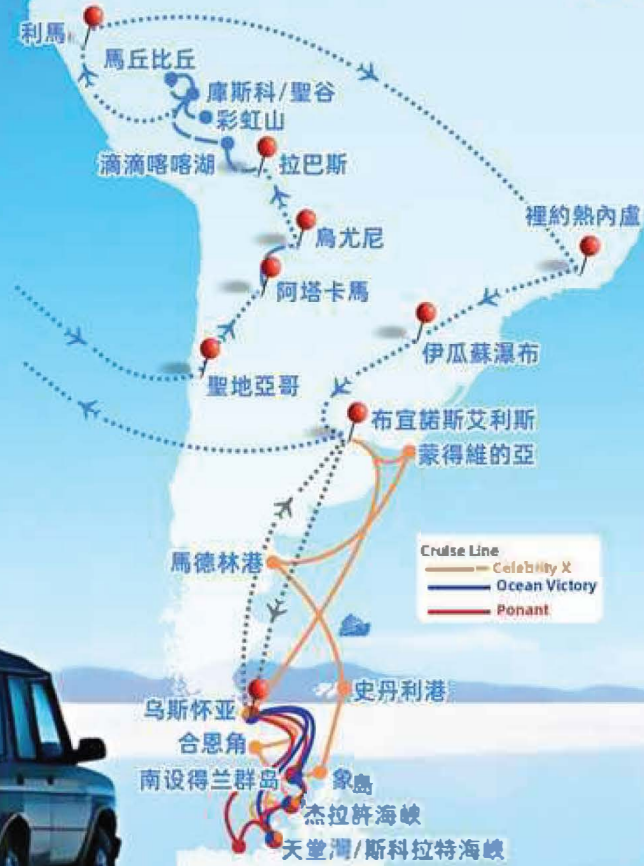 利馬
馬丘比丘
庫斯科/聖谷
彩虹山
滴滴喀喀湖
拉巴斯
烏尤尼
裡約熱內盧
阿塔卡馬
伊瓜蘇瀑布
聖地亞哥
布宜諾斯艾利斯
蒙得維的亞
Cruise Line
Celebrity X
Ocean Victory
Ponant
馬德林港
史丹利港
乌斯怀亚
合恩角
南设得兰群岛
象島
杰拉許海峽
天堂灣/斯科拉特海峽